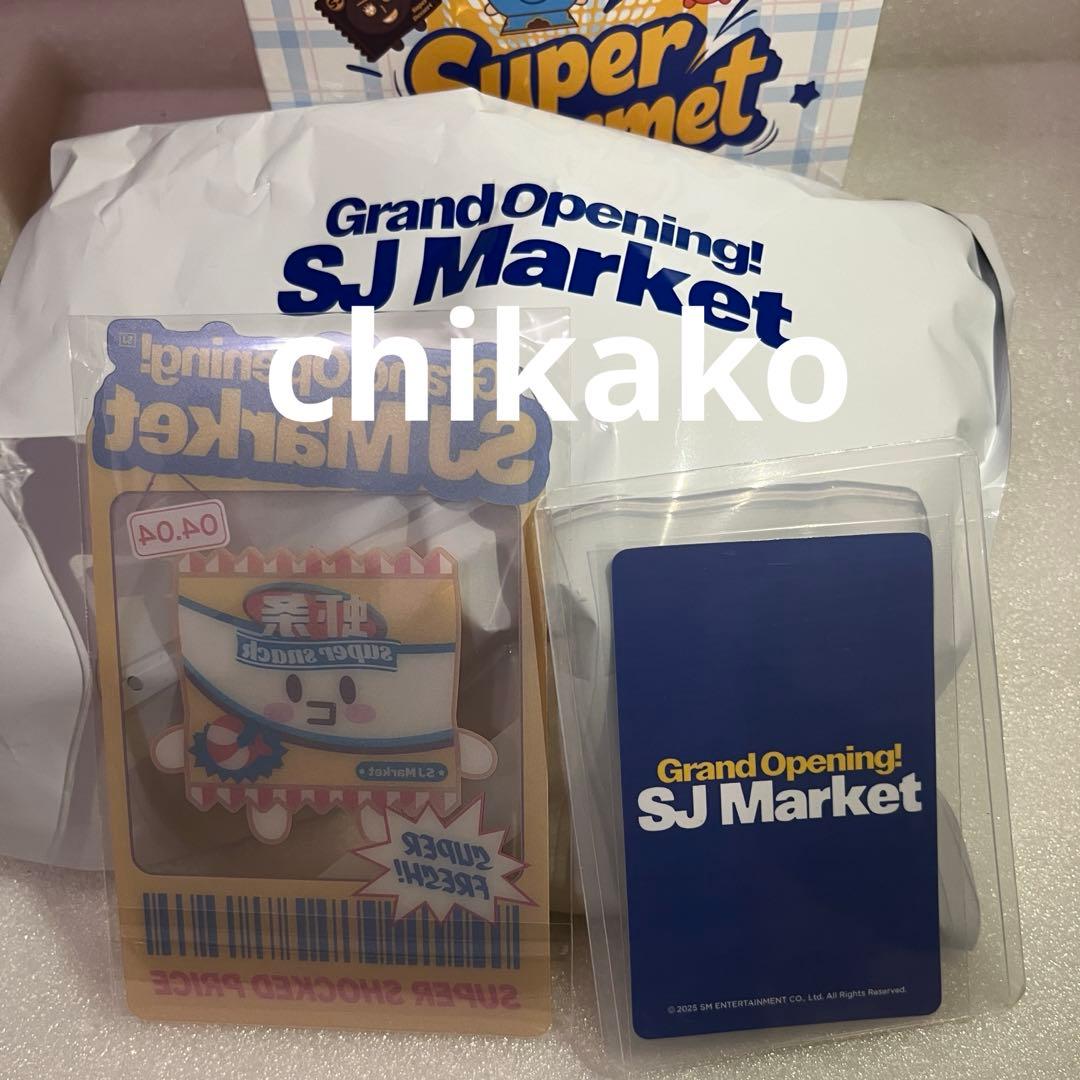 Super
Grand Opening!
SJ Market
chikako
Grand Opening!
SJ
SJ Market
04.04
虾条
super snack
SJ Market
SUPER
FRESH!
SUPER SHOCKED PRICE
Grand Opening!
SJ Market
© 2025 SM ENTERTAINMENT CO., Ltd. All Rights Reserved.